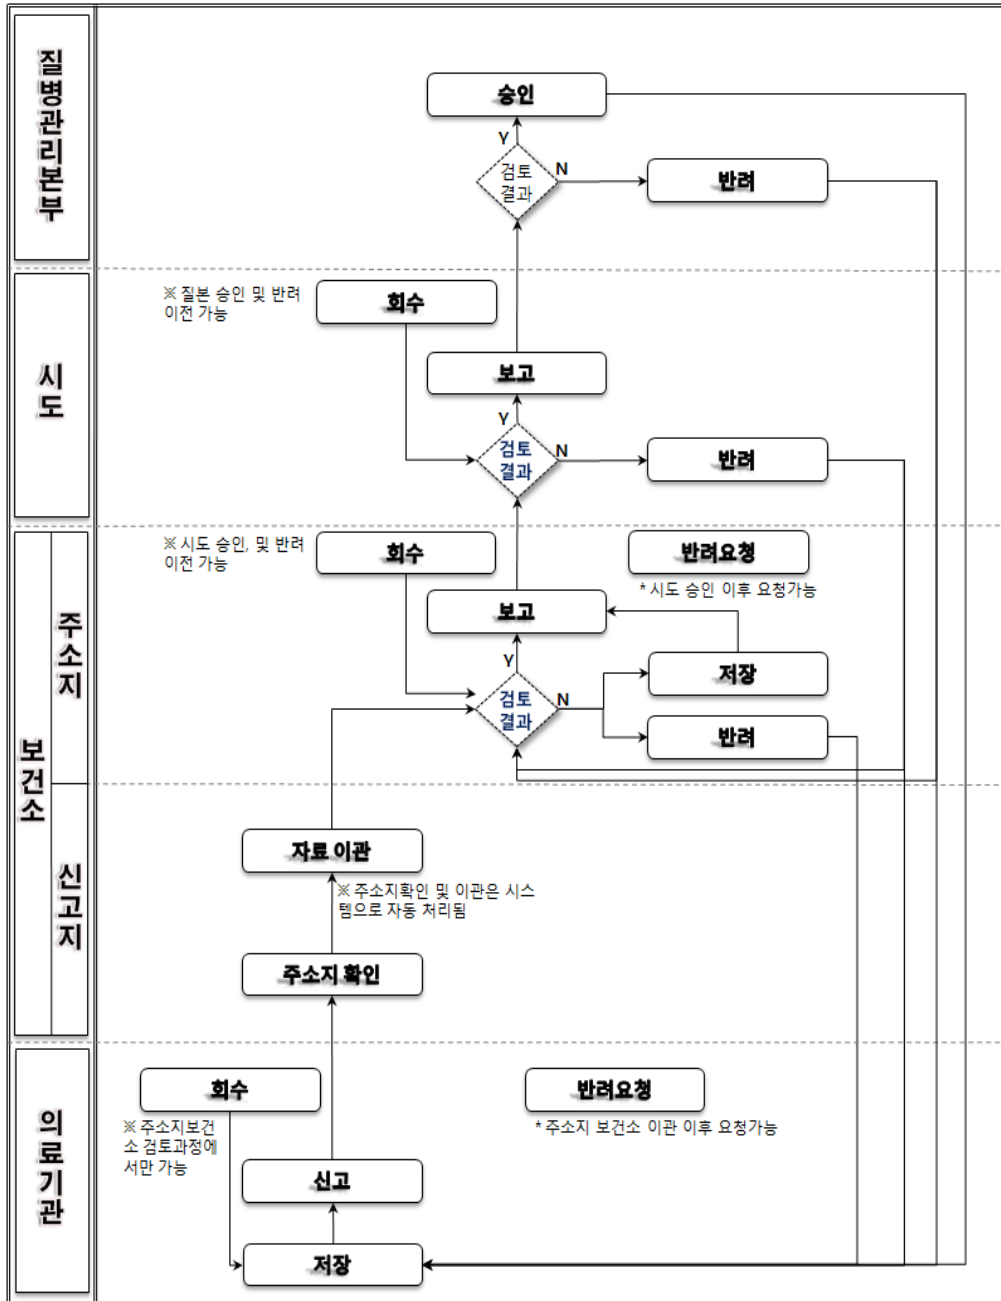 질병관리본부
승인
Y
검토
결과
N
반려
시도
※ 질본 승인 및 반려
이전 가능
회수
보고
Y
검토
결과
N
반려
보건소
주소지
※ 시도 승인, 및 반려
이전 가능
회수
반려요청
* 시도 승인 이후 요청가능
보고
Y
검토
결과
N
저장
반려
신고지
자료 이관
※ 주소지확인 및 이관은 시스
템으로 자동 처리됨
주소지 확인
의료기관
회수
※ 주소지보건
소 검토과정에
서만 가능
반려요청
* 주소지 보건소 이관 이후 요청가능
신고
저장